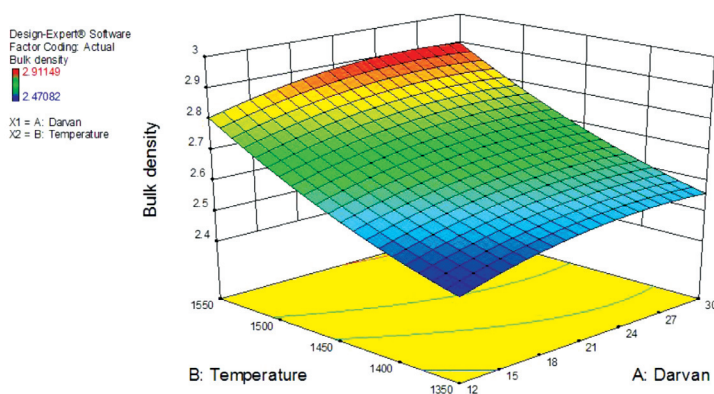 Design-Expert® Software
Factor Coding: Actual
Bulk density
2.91149
2.47082
X1 = A: Darvan
X2 = B: Temperature
3
2.9
2.8
2.7
2.6
2.5
2.4
Bulk density
1550
1500
1450
1400
1350
12
15
18
21
24
27
30
B: Temperature
A: Darvan